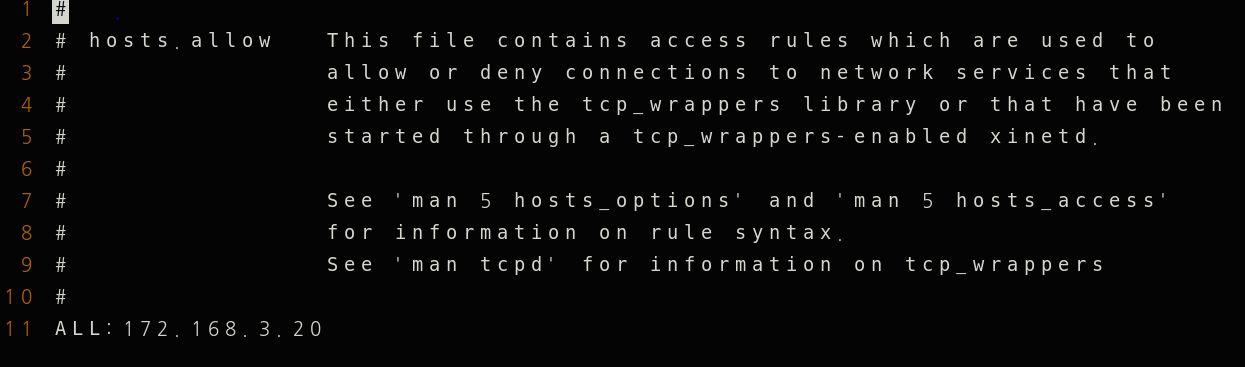 1 #
2 # hosts.allow This file contains access rules which are used to
3 # allow or deny connections to network services that
4 # either use the tcp_wrappers library or that have been
5 # started through a tcp_wrappers-enabled xinetd.
6 #
7 # See 'man 5 hosts_options' and 'man 5 hosts_access'
8 # for information on rule syntax.
9 # See 'man tcpd' for information on tcp_wrappers
10 #
11 ALL:172.168.3.20